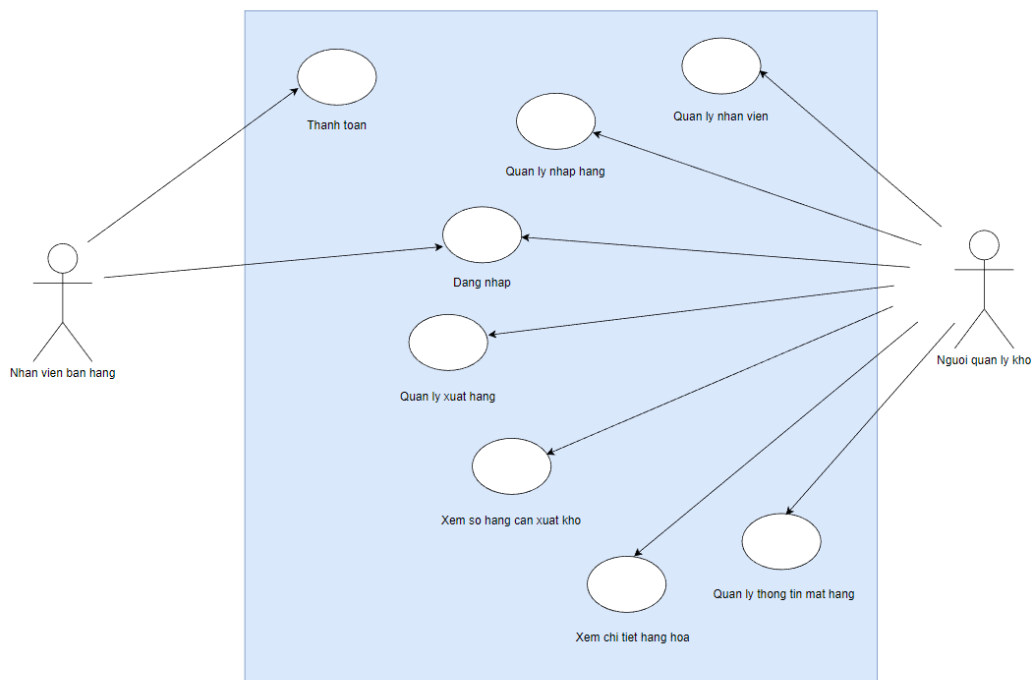 Thanh toan
Quan ly nhan vien
Quan ly nhap hang
Dang nhap
Nhan vien ban hang
Nguoi quan ly kho
Quan ly xuat hang
Xem so hang can xuat kho
Quan ly thong tin mat hang
Xem chi tiet hang hoa